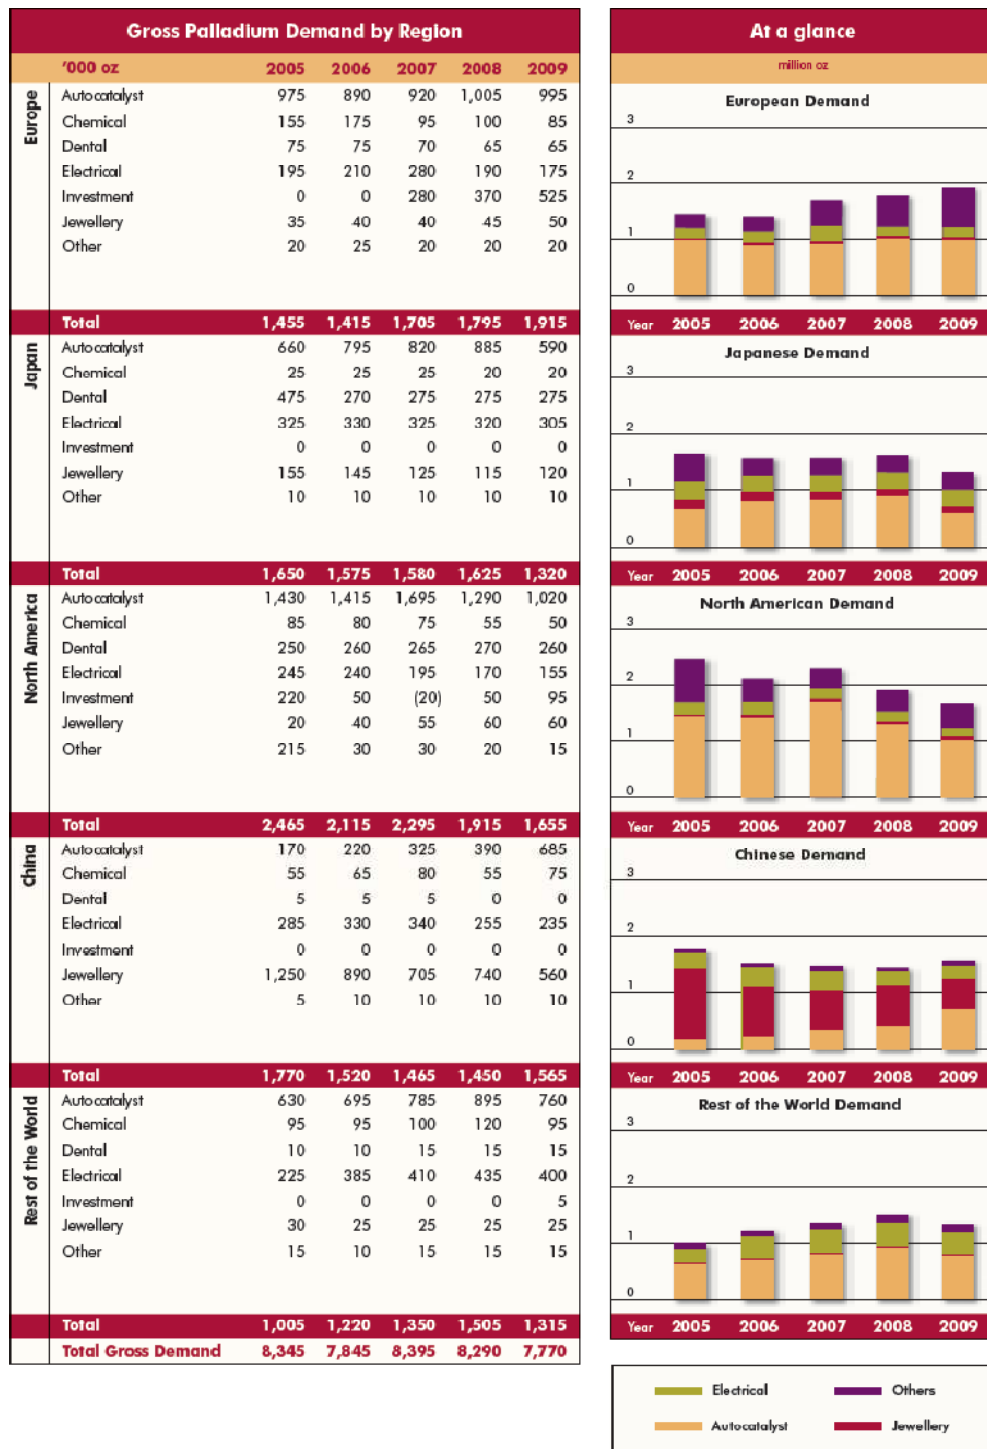 Gross Palladium Demand by Region
'000 oz 2005 2006 2007 2008 2009
Europe
Autocatalyst 975 890 920 1,005 995
Chemical 155 175 95 100 85
Dental 75 75 70 65 65
Electrical 195 210 280 190 175
Investment 0 0 280 370 525
Jewellery 35 40 40 45 50
Other 20 25 20 20 20
Total 1,455 1,415 1,705 1,795 1,915
Japan
Autocatalyst 660 795 820 885 590
Chemical 25 25 25 20 20
Dental 475 270 275 275 275
Electrical 325 330 325 320 305
Investment 0 0 0 0 0
Jewellery 155 145 125 115 120
Other 10 10 10 10 10
Total 1,650 1,575 1,580 1,625 1,320
North America
Autocatalyst 1,430 1,415 1,695 1,290 1,020
Chemical 85 80 75 55 50
Dental 250 260 265 270 260
Electrical 245 240 195 170 155
Investment 220 50 (20) 50 95
Jewellery 20 40 55 60 60
Other 215 30 30 20 15
Total 2,465 2,115 2,295 1,915 1,655
China
Autocatalyst 170 220 325 390 685
Chemical 55 65 80 55 75
Dental 5 5 5 0 0
Electrical 285 330 340 255 235
Investment 0 0 0 0 0
Jewellery 1,250 890 705 740 560
Other 5 10 10 10 10
Total 1,770 1,520 1,465 1,450 1,565
Rest of the World
Autocatalyst 630 695 785 895 760
Chemical 95 95 100 120 95
Dental 10 10 15 15 15
Electrical 225 385 410 435 400
Investment 0 0 0 0 5
Jewellery 30 25 25 25 25
Other 15 10 15 15 15
Total 1,005 1,220 1,350 1,505 1,315
Total Gross Demand 8,345 7,845 8,395 8,290 7,770
At a glance
million oz
European Demand
3
2
1
0
Year 2005 2006 2007 2008 2009
Japanese Demand
3
2
1
0
Year 2005 2006 2007 2008 2009
North American Demand
3
2
1
0
Year 2005 2006 2007 2008 2009
Chinese Demand
3
2
1
0
Year 2005 2006 2007 2008 2009
Rest of the World Demand
3
2
1
0
Year 2005 2006 2007 2008 2009
Electrical Others
Autocatalyst Jewellery